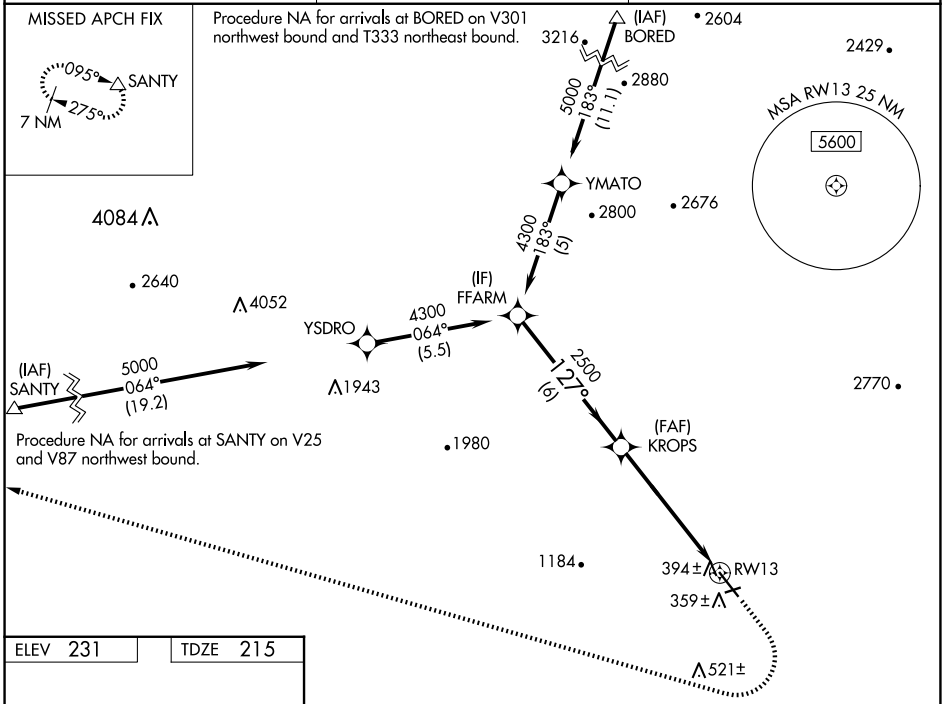 MISSED APCH FIX
095°
SANTY
275°
7 NM
Procedure NA for arrivals at BORED on V301
northwest bound and T333 northeast bound.
(IAF)
BORED
2604
3216
2880
2429
5000
183°
(11.1)
MSA RW13 25 NM
5600
YMATO
2800
2676
4084
4300
183°
(5)
2640
4052
(IF)
FFARM
YSDRO
4300
064°
(5.5)
(IAF)
SANTY
5000
064°
(19.2)
1943
2500
127°
(6)
2770
(FAF)
KROPS
Procedure NA for arrivals at SANTY on V25
and V87 northwest bound.
1980
1184
394±
RW13
359±
521±
ELEV 231
TDZE 215